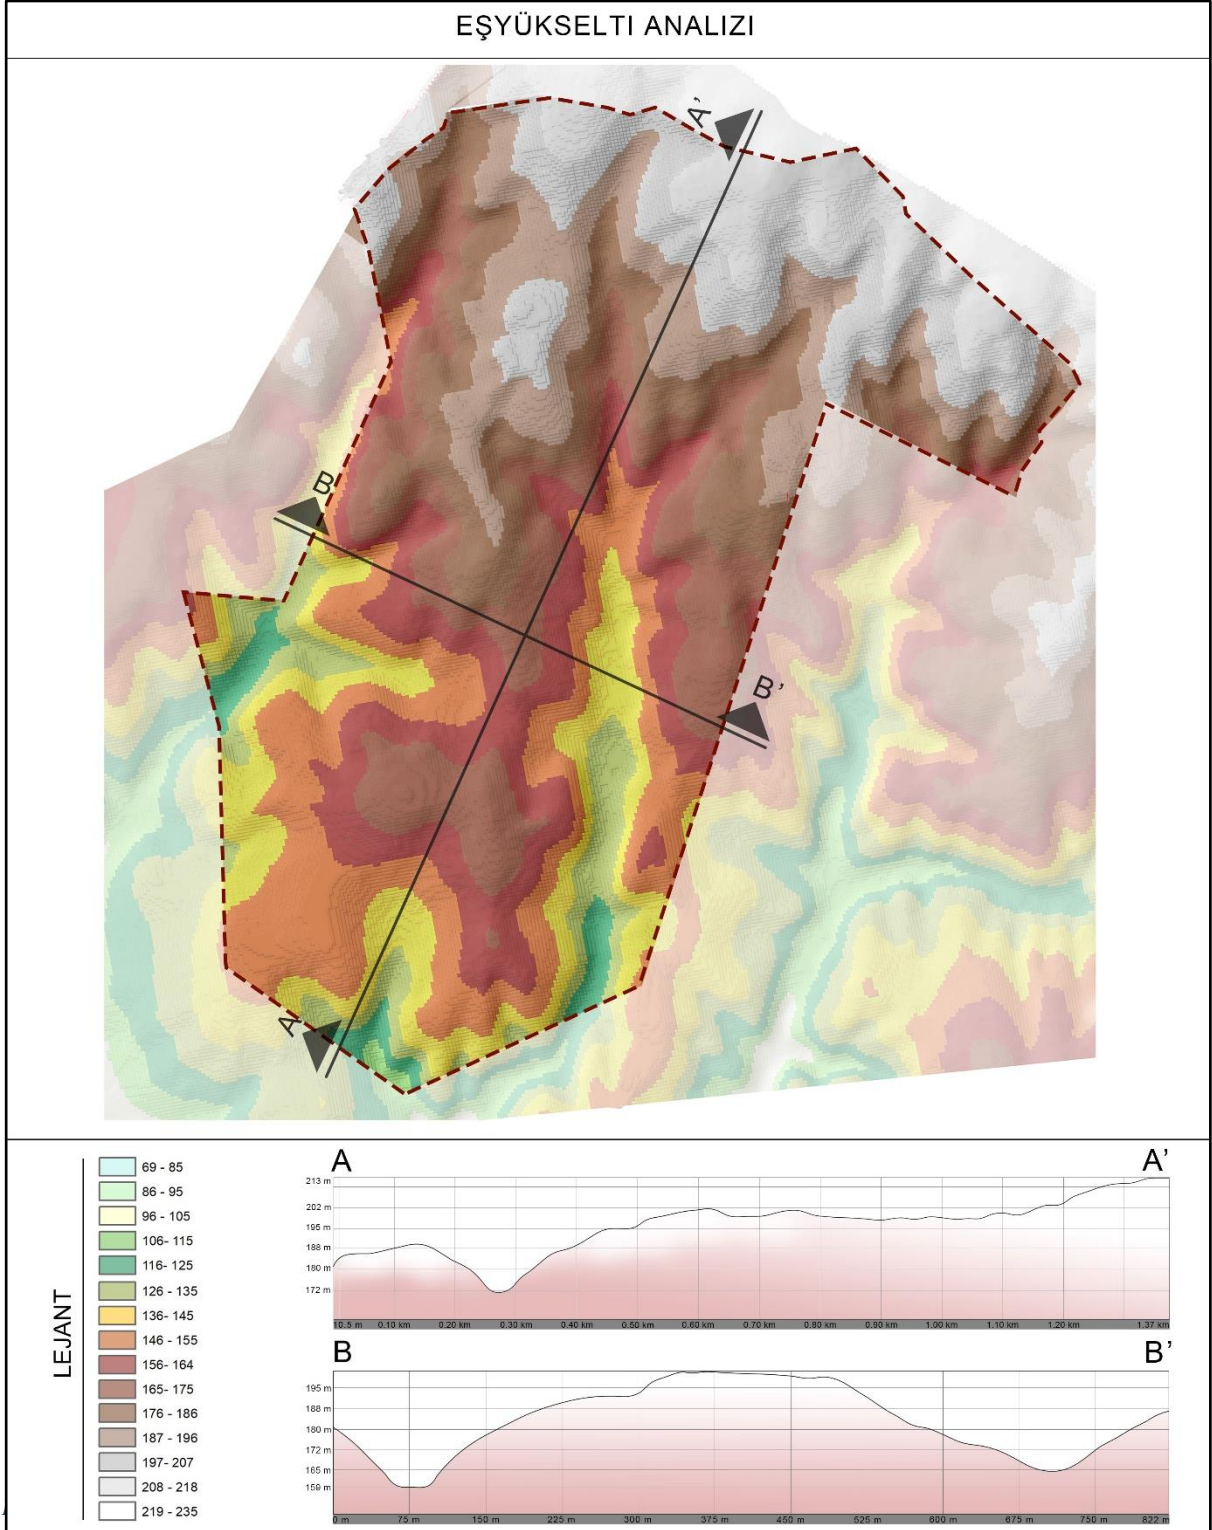 EŞYÜKSELTI ANALIZI
A'
B
B'
A
LEJANT
69 - 85
86 - 95
96 - 105
106- 115
116- 125
126 - 135
136- 145
146 - 155
156- 164
165- 175
176 - 186
187 - 196
197- 207
208 - 218
219 - 235
A A'
213 m
202 m
195 m
188 m
180 m
172 m
10.5 m 0.10 km 0.20 km 0.30 km 0.40 km 0.50 km 0.60 km 0.70 km 0.80 km 0.90 km 1.00 km 1.10 km 1.20 km 1.37 km
B B'
195 m
188 m
180 m
172 m
165 m
159 m
0 m 75 m 150 m 225 m 300 m 375 m 450 m 525 m 600 m 675 m 750 m 822 m